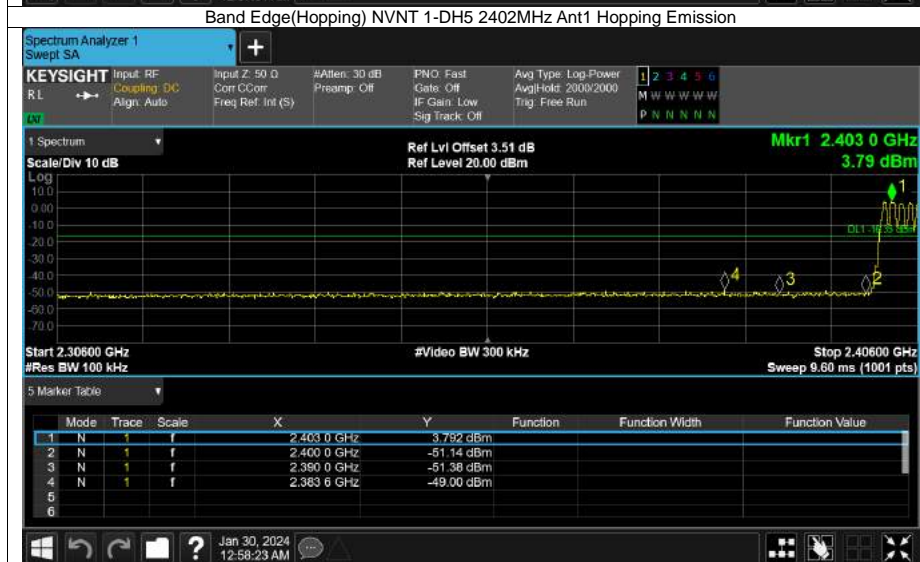 Band Edge(Hopping) NVNT 1-DH5 2402MHz Ant1 Hopping Emission
Spectrum Analyzer 1
Swept SA
KEYSIGHT Input: RF Input Z: 50 Ω #Atten: 30 dB PNO: Fast Avg Type: Log-Power 1 2 3 4 5 6
RL Coupling: DC Corr CCorr Preamp: Off Gate: Off Avg|Hold: 2000/2000 M W W W W W
Align: Auto Freq Ref: Int (S) IF Gain: Low Trig: Free Run
Sig Track: Off P N N N N N
1 Spectrum Ref Lvl Offset 3.51 dB Mkr1 2.403 0 GHz
Scale/Div 10 dB Ref Level 20.00 dBm 3.79 dBm
Log
10.0 1
0.00
-10.0
-20.0
-30.0
-40.0 4 3 2
-50.0
-60.0
-70.0
Start 2.30600 GHz #Video BW 300 kHz Stop 2.40600 GHz
#Res BW 100 kHz Sweep 9.60 ms (1001 pts)
5 Marker Table
Mode Trace Scale X Y Function Function Width Function Value
1 N 1 f 2.403 0 GHz 3.792 dBm
2 N 1 f 2.400 0 GHz -51.14 dBm
3 N 1 f 2.390 0 GHz -51.38 dBm
4 N 1 f 2.383 6 GHz -49.00 dBm
5
6
? Jan 30, 2024
12:58:23 AM